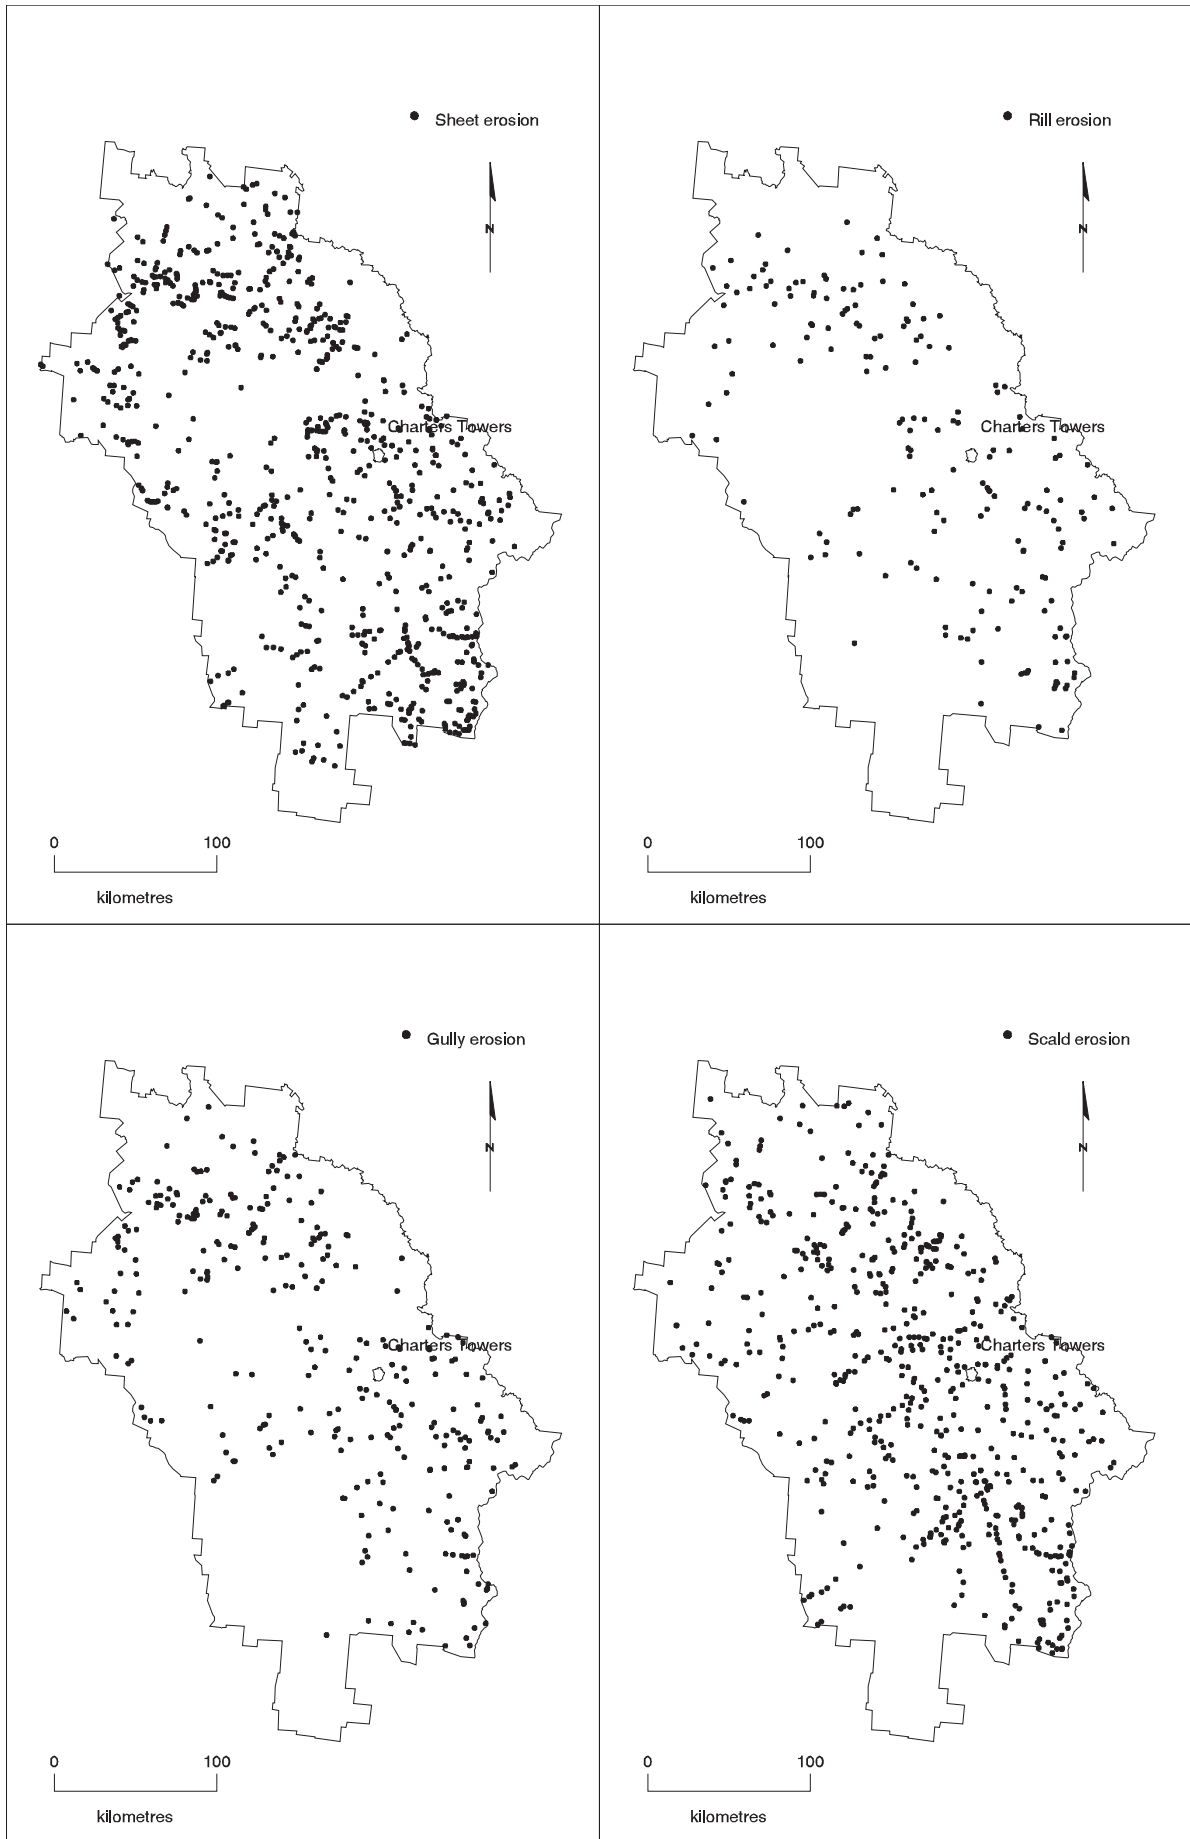 Sheet erosion
N
Charters Towers
0 100
kilometres
Rill erosion
N
Charters Towers
0 100
kilometres
Gully erosion
N
Charters Towers
0 100
kilometres
Scald erosion
N
Charters Towers
0 100
kilometres